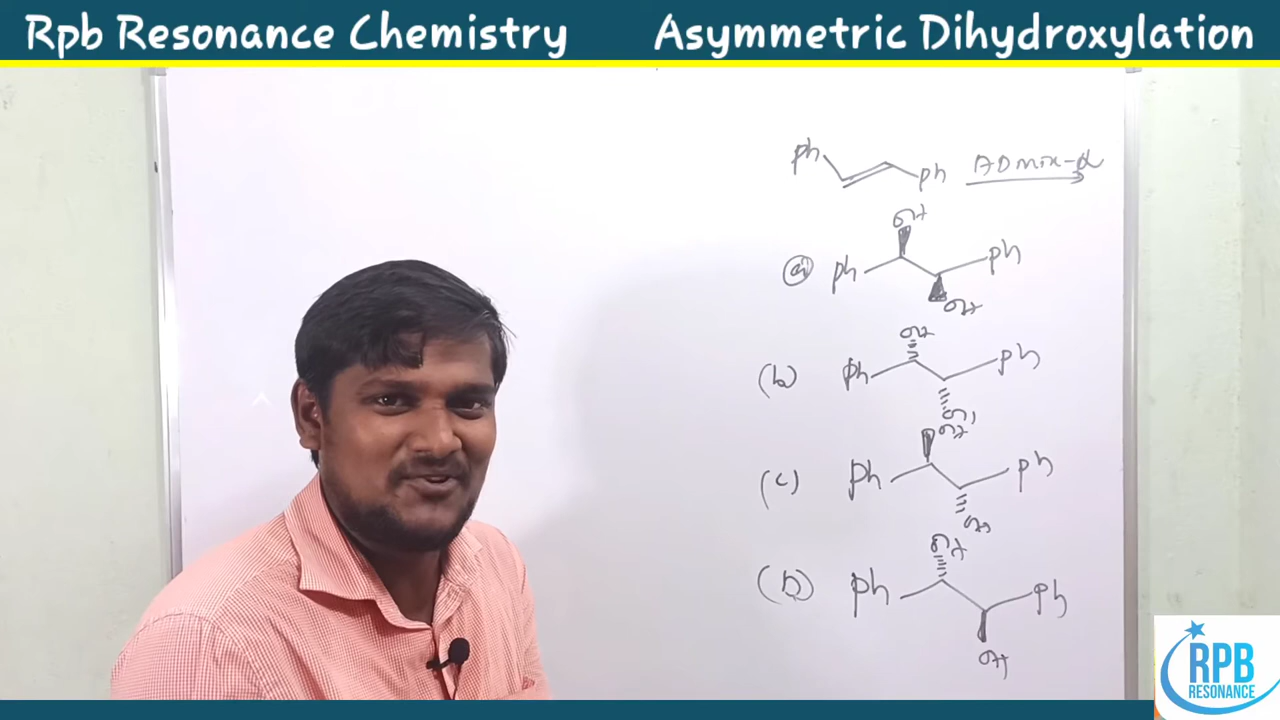 Rpb Resonance Chemistry Asymmetric Dihydroxylation
ph
ph
ADmix-α
OH
(a) ph ph
OH
OH
(b) ph ph
OH
OH
(c) ph ph
OH
OH
(D) ph ph
OH
RPB
RESONANCE